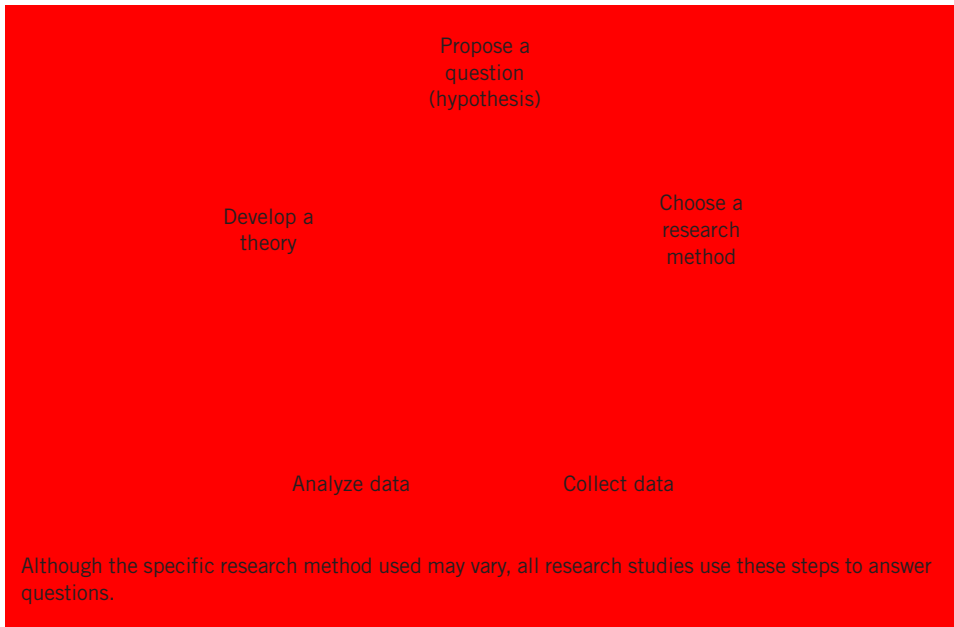 Propose a
question
(hypothesis)
Choose a
research
method
Collect data
Analyze data
Develop a
theory
Although the specific research method used may vary, all research studies use these steps to answer
questions.